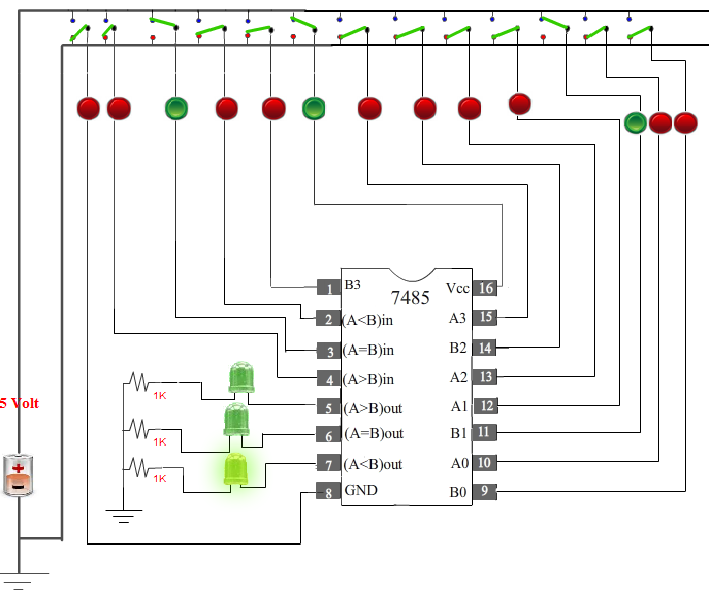 7485
1 B3
Vcc 16
2 (A<B)in
A3 15
3 (A=B)in
B2 14
4 (A>B)in
A2 13
5 (A>B)out
A1 12
6 (A=B)out
B1 11
7 (A<B)out
A0 10
8 GND
B0 9
1K
1K
1K
5 Volt